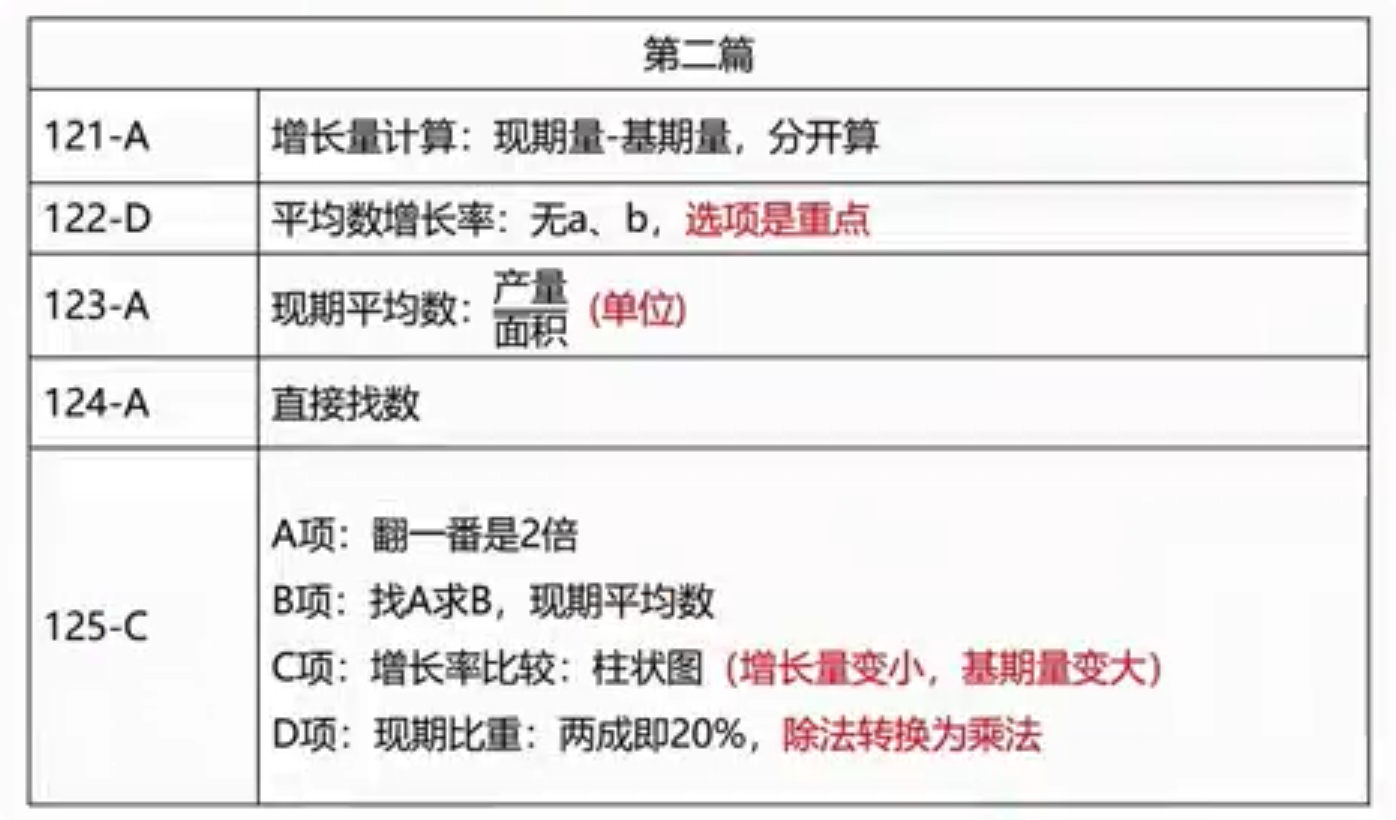 第二篇
121-A
增长量计算：现期量-基期量，分开算
122-D
平均数增长率：无a、b，选项是重点
123-A
现期平均数：产量/面积 (单位)
124-A
直接找数
125-C
A项：翻一番是2倍
B项：找A求B，现期平均数
C项：增长率比较：柱状图（增长量变小，基期量变大）
D项：现期比重：两成即20%，除法转换为乘法